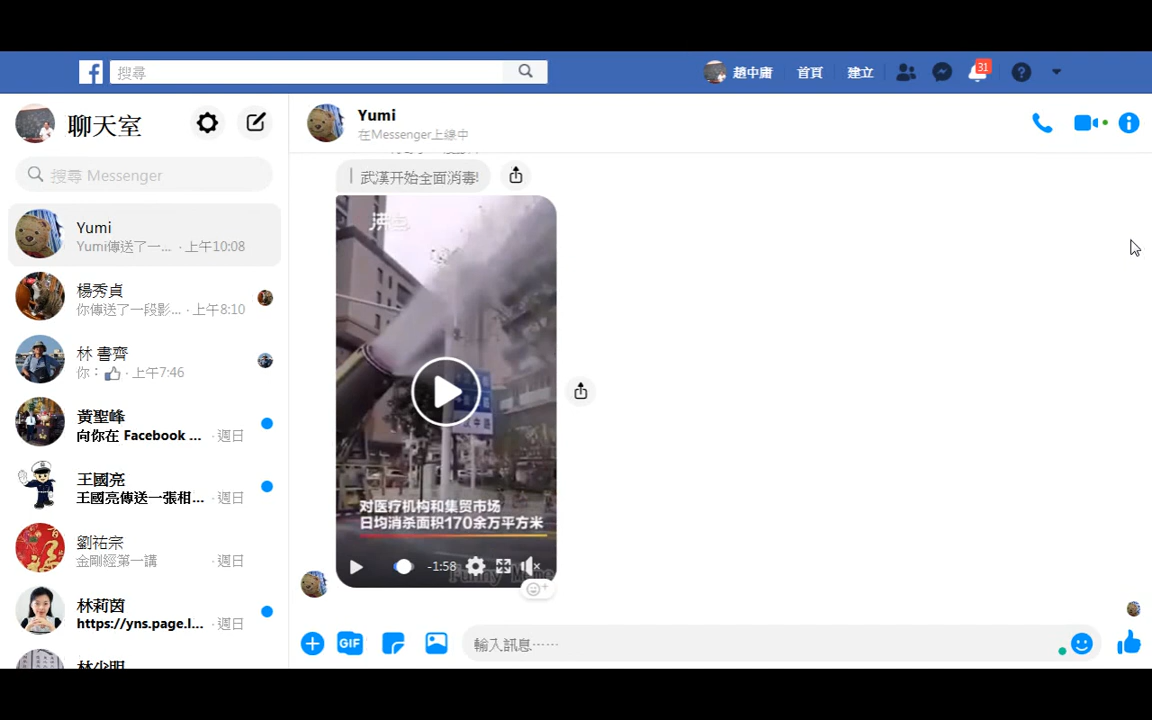 搜尋
趙中庸
首頁
建立
31
聊天室
搜尋 Messenger
Yumi
Yumi傳送了一... · 上午10:08
楊秀貞
你傳送了一段影... · 上午8:10
林 書齊
你： · 上午7:46
黃聖峰
向你在 Facebook ... · 週日
王國亮
王國亮傳送一張相... · 週日
劉祐宗
金剛經第一講 · 週日
林莉茵
https://yns.page.l... · 週日
Yumi
在Messenger上線中
武漢开始全面消毒!
沸点
对医疗机构和集贸市场
日均消杀面积170余万平方米
-1:58
GIF
輸入訊息……